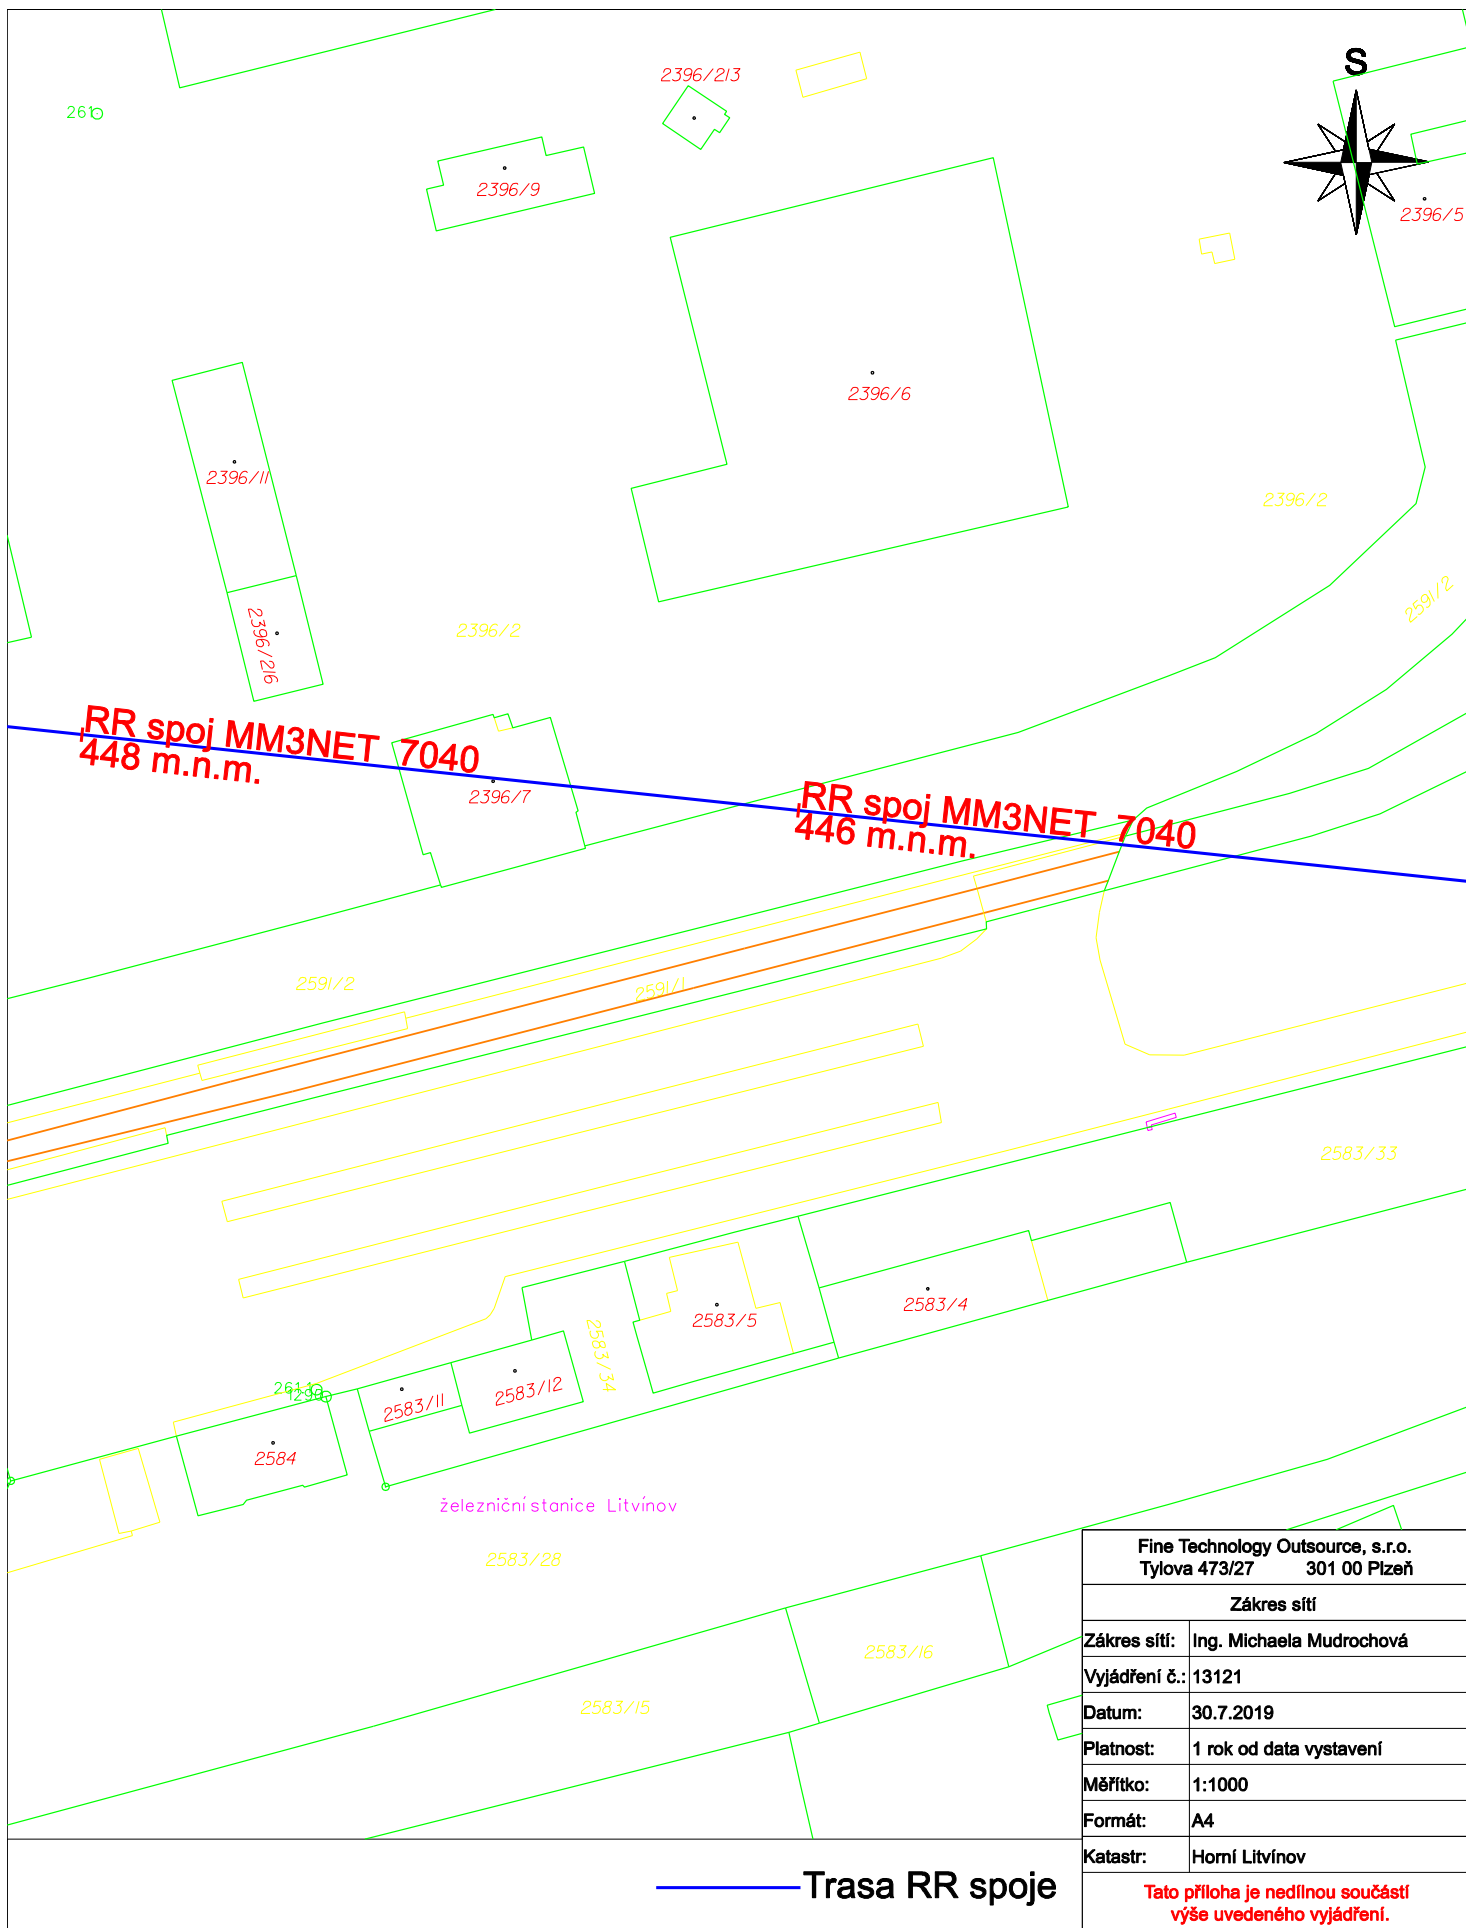 S
2396/213
261
2396/9
2396/5
2396/6
2396/11
2396/2
2591/2
2396/216
2396/2
RR spoj MM3NET 7040
448 m.n.m.
2396/7
RR spoj MM3NET 7040
446 m.n.m.
2591/2
2591/1
2583/33
2583/4
2583/5
2583/34
2583/12
2583/11
2584
železniční stanice Litvínov
2583/28
2583/16
2583/15
Fine Technology Outsource, s.r.o.
Tylova 473/27 301 00 Plzeň
Zákres sítí
Zákres sítí: Ing. Michaela Mudrochová
Vyjádření č.: 13121
Datum: 30.7.2019
Platnost: 1 rok od data vystavení
Měřítko: 1:1000
Formát: A4
Katastr: Horní Litvínov
Tato příloha je nedílnou součástí
výše uvedeného vyjádření.
Trasa RR spoje